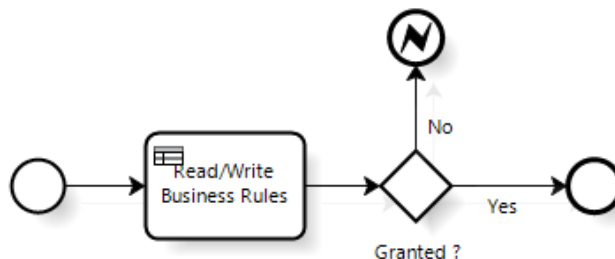 Read/Write
Business Rules
No
Yes
Granted ?